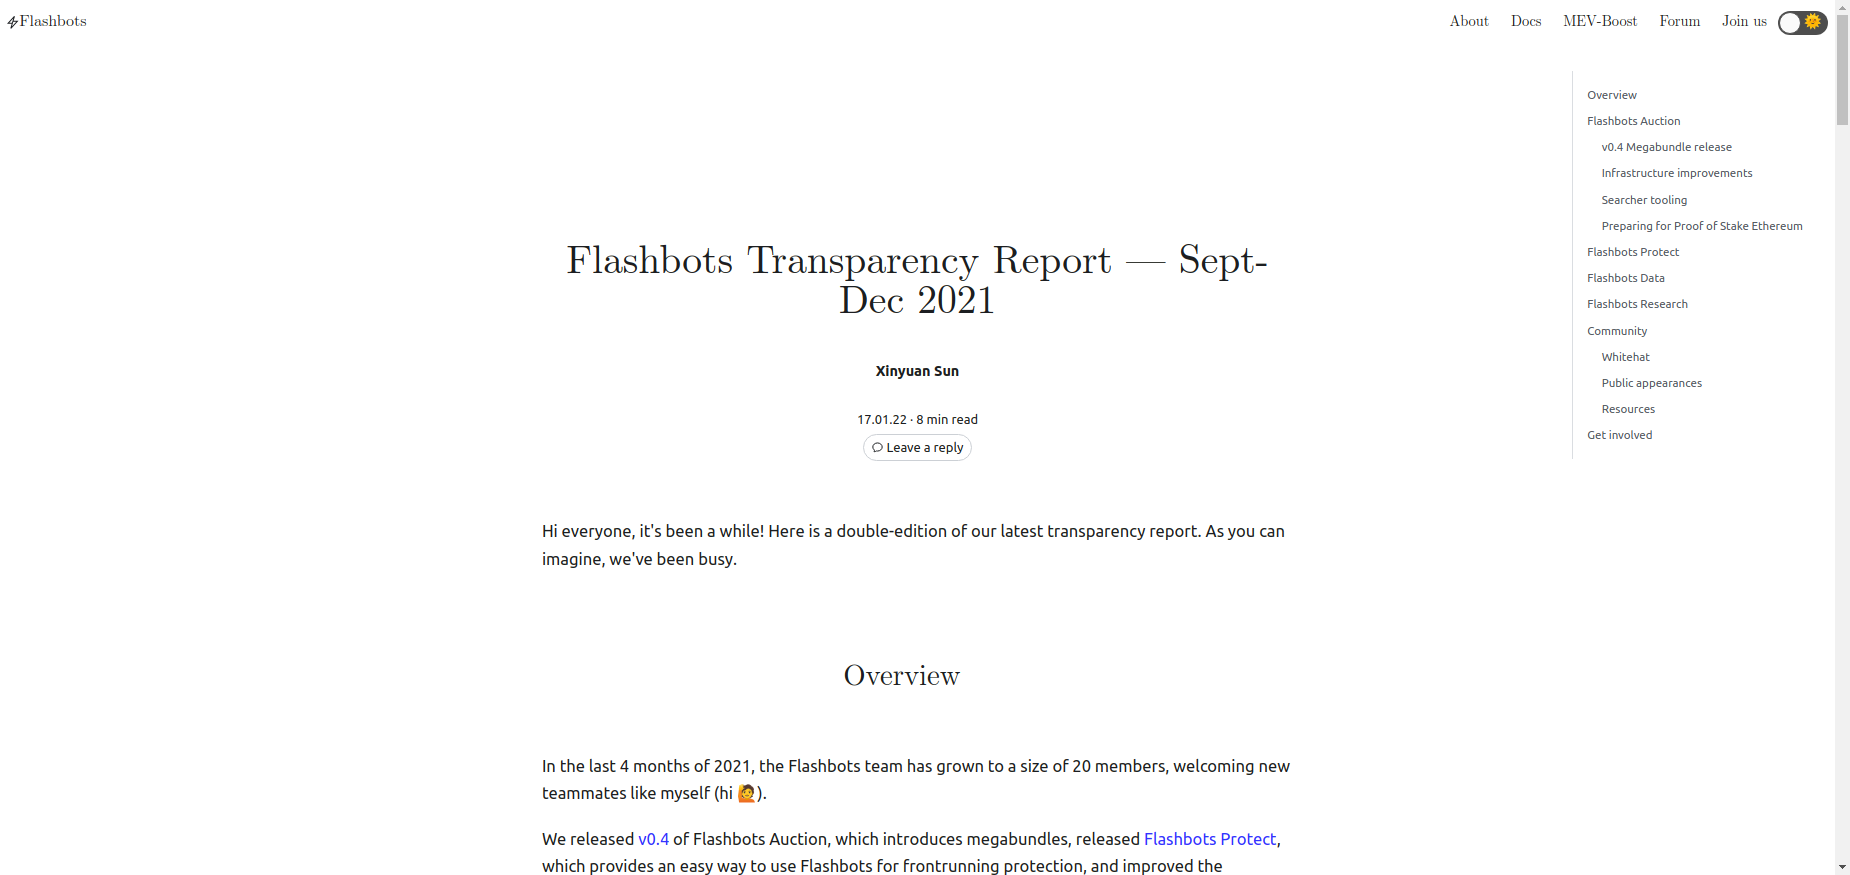 Flashbots
About Docs MEV-Boost Forum Join us
Overview
Flashbots Auction
v0.4 Megabundle release
Infrastructure improvements
Searcher tooling
Preparing for Proof of Stake Ethereum
Flashbots Protect
Flashbots Data
Flashbots Research
Community
Whitehat
Public appearances
Resources
Get involved
Flashbots Transparency Report — Sept-
Dec 2021
Xinyuan Sun
17.01.22 · 8 min read
Leave a reply
Hi everyone, it's been a while! Here is a double-edition of our latest transparency report. As you can
imagine, we've been busy.
Overview
In the last 4 months of 2021, the Flashbots team has grown to a size of 20 members, welcoming new
teammates like myself (hi 🙋).
We released v0.4 of Flashbots Auction, which introduces megabundles, released Flashbots Protect,
which provides an easy way to use Flashbots for frontrunning protection, and improved the